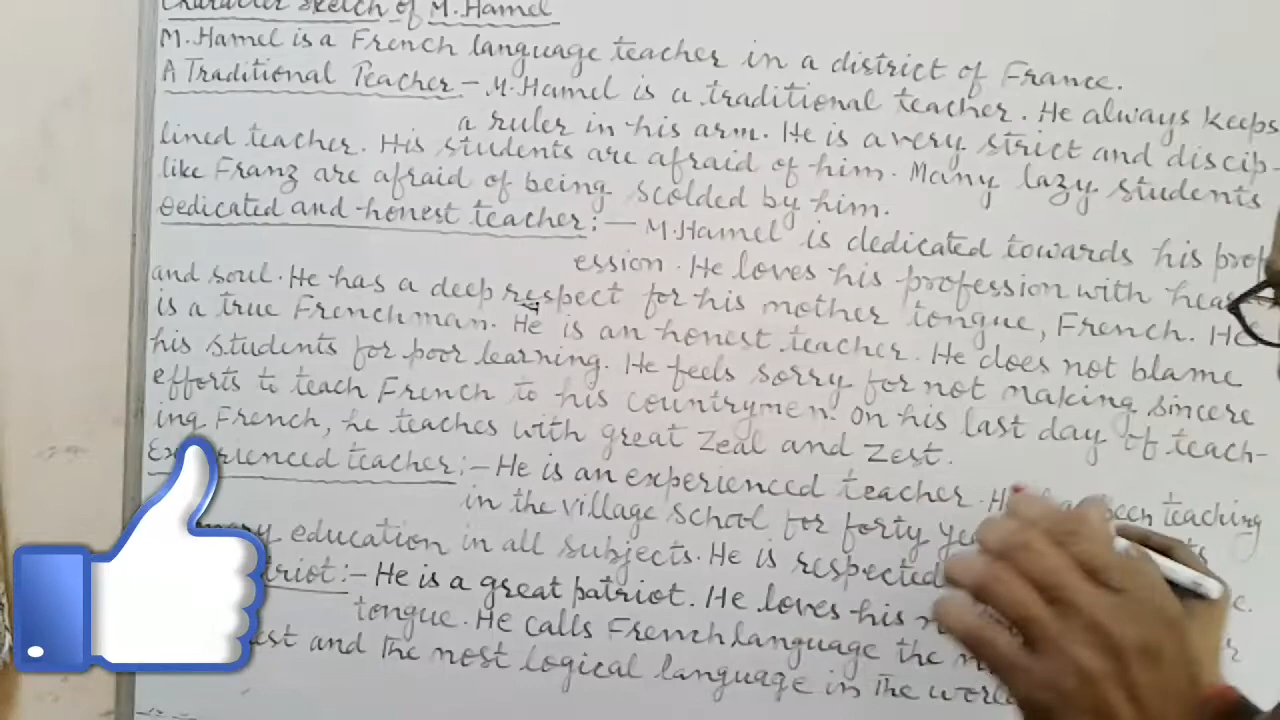 Character sketch of M.Hamel
M.Hamel is a French language teacher in a district of France.
A Traditional Teacher - M.Hamel is a traditional teacher. He always keeps
a ruler in his arm. He is a very strict and discip-
lined teacher. His students are afraid of him. Many lazy students
like Franz are afraid of being scolded by him.
Dedicated and honest teacher:- M.Hamel is dedicated towards his prof
ession. He loves his profession with hea
and soul. He has a deep respect for his mother tongue, French. He
is a true Frenchman. He is an honest teacher. He does not blame
his students for poor learning. He feels sorry for not making sincere
efforts to teach French to his countrymen. On his last day of teach-
ing French, he teaches with great Zeal and Zest.
Experienced teacher:- He is an experienced teacher. H been teaching
in the village school for forty
education in all subjects. He is respected
triot:- He is a great patriot. He loves his
tongue. He calls French language the
est and the most logical language in the world